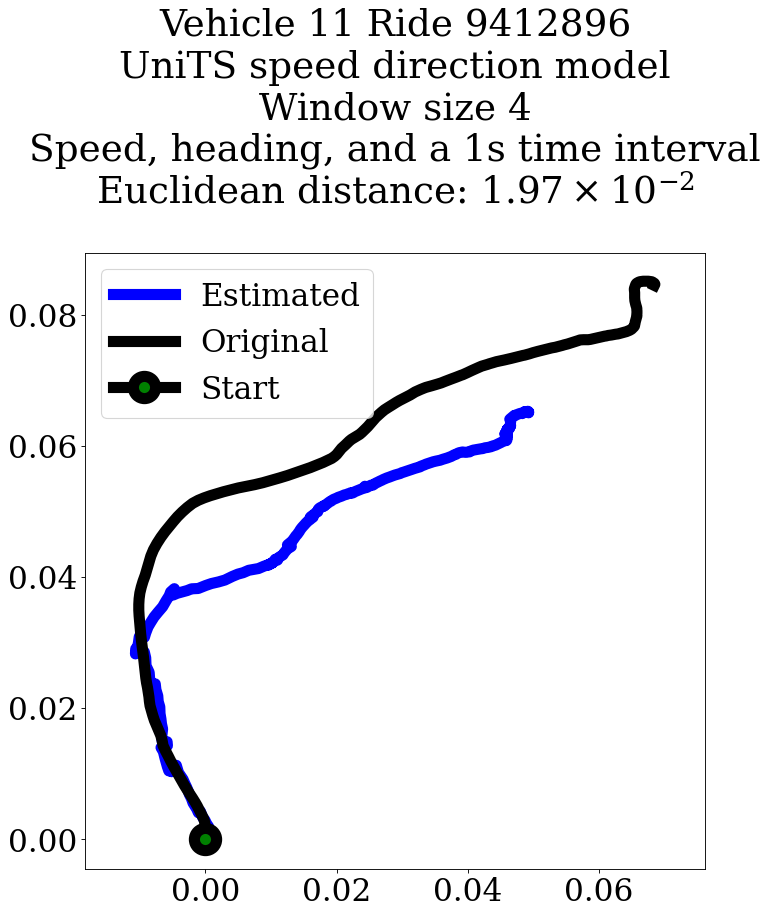 Vehicle 11 Ride 9412896
UniTS speed direction model
Window size 4
Speed, heading, and a 1s time interval
Euclidean distance: 1.97 × 10⁻²
Estimated
Original
Start
0.08
0.06
0.04
0.02
0.00
0.00 0.02 0.04 0.06